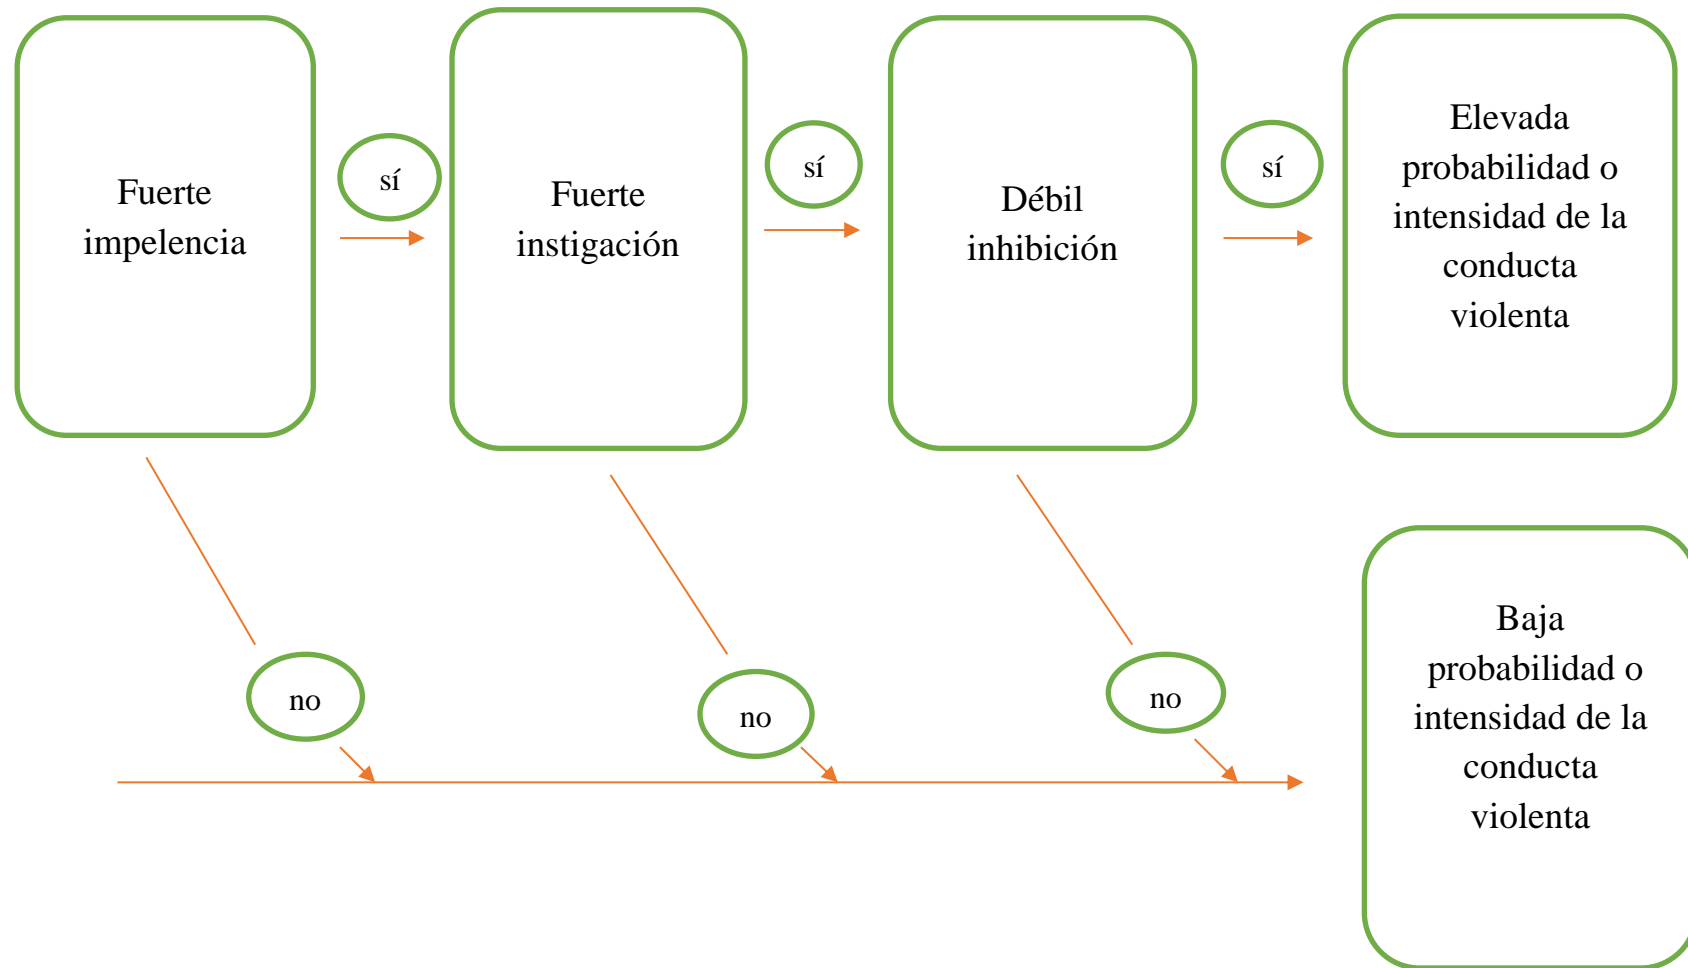 Fuerte
impelencia
sí
Fuerte
instigación
sí
Débil
inhibición
sí
Elevada
probabilidad o
intensidad de la
conducta
violenta
no
no
no
Baja
probabilidad o
intensidad de la
conducta
violenta